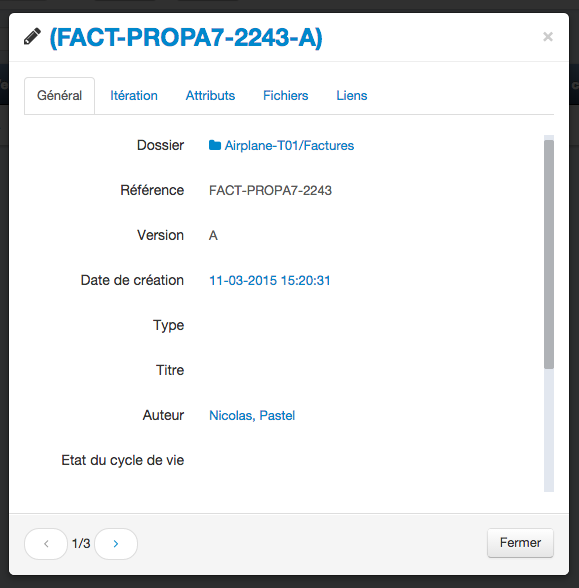 (FACT-PROPA7-2243-A)
×
Général Itération Attributs Fichiers Liens
Dossier Airplane-T01/Factures
Référence FACT-PROPA7-2243
Version A
Date de création 11-03-2015 15:20:31
Type
Titre
Auteur Nicolas, Pastel
Etat du cycle de vie
‹ 1/3 › Fermer